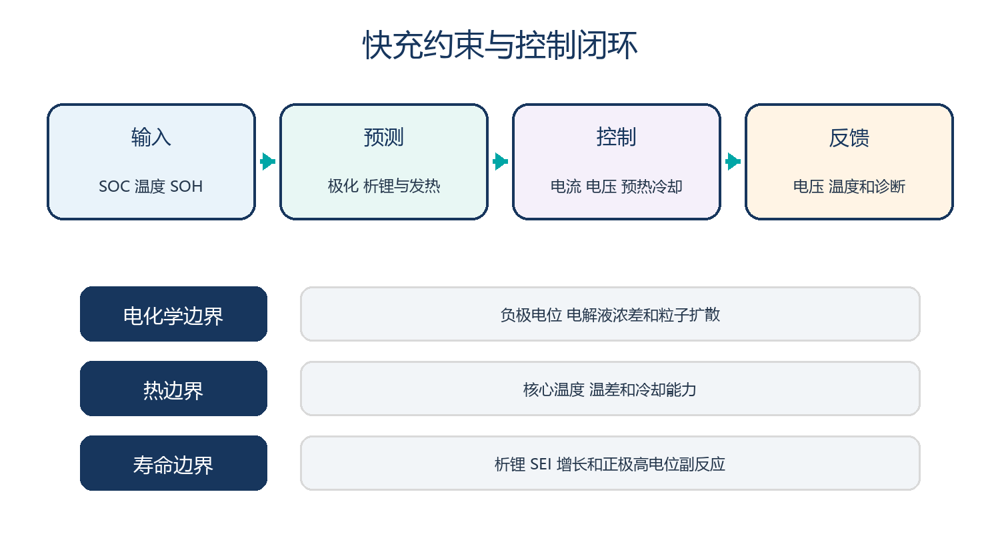 快充约束与控制闭环
输入
SOC 温度 SOH
预测
极化 析锂与发热
控制
电流 电压 预热冷却
反馈
电压 温度和诊断
电化学边界
负极电位 电解液浓差和粒子扩散
热边界
核心温度 温差和冷却能力
寿命边界
析锂 SEI 增长和正极高电位副反应